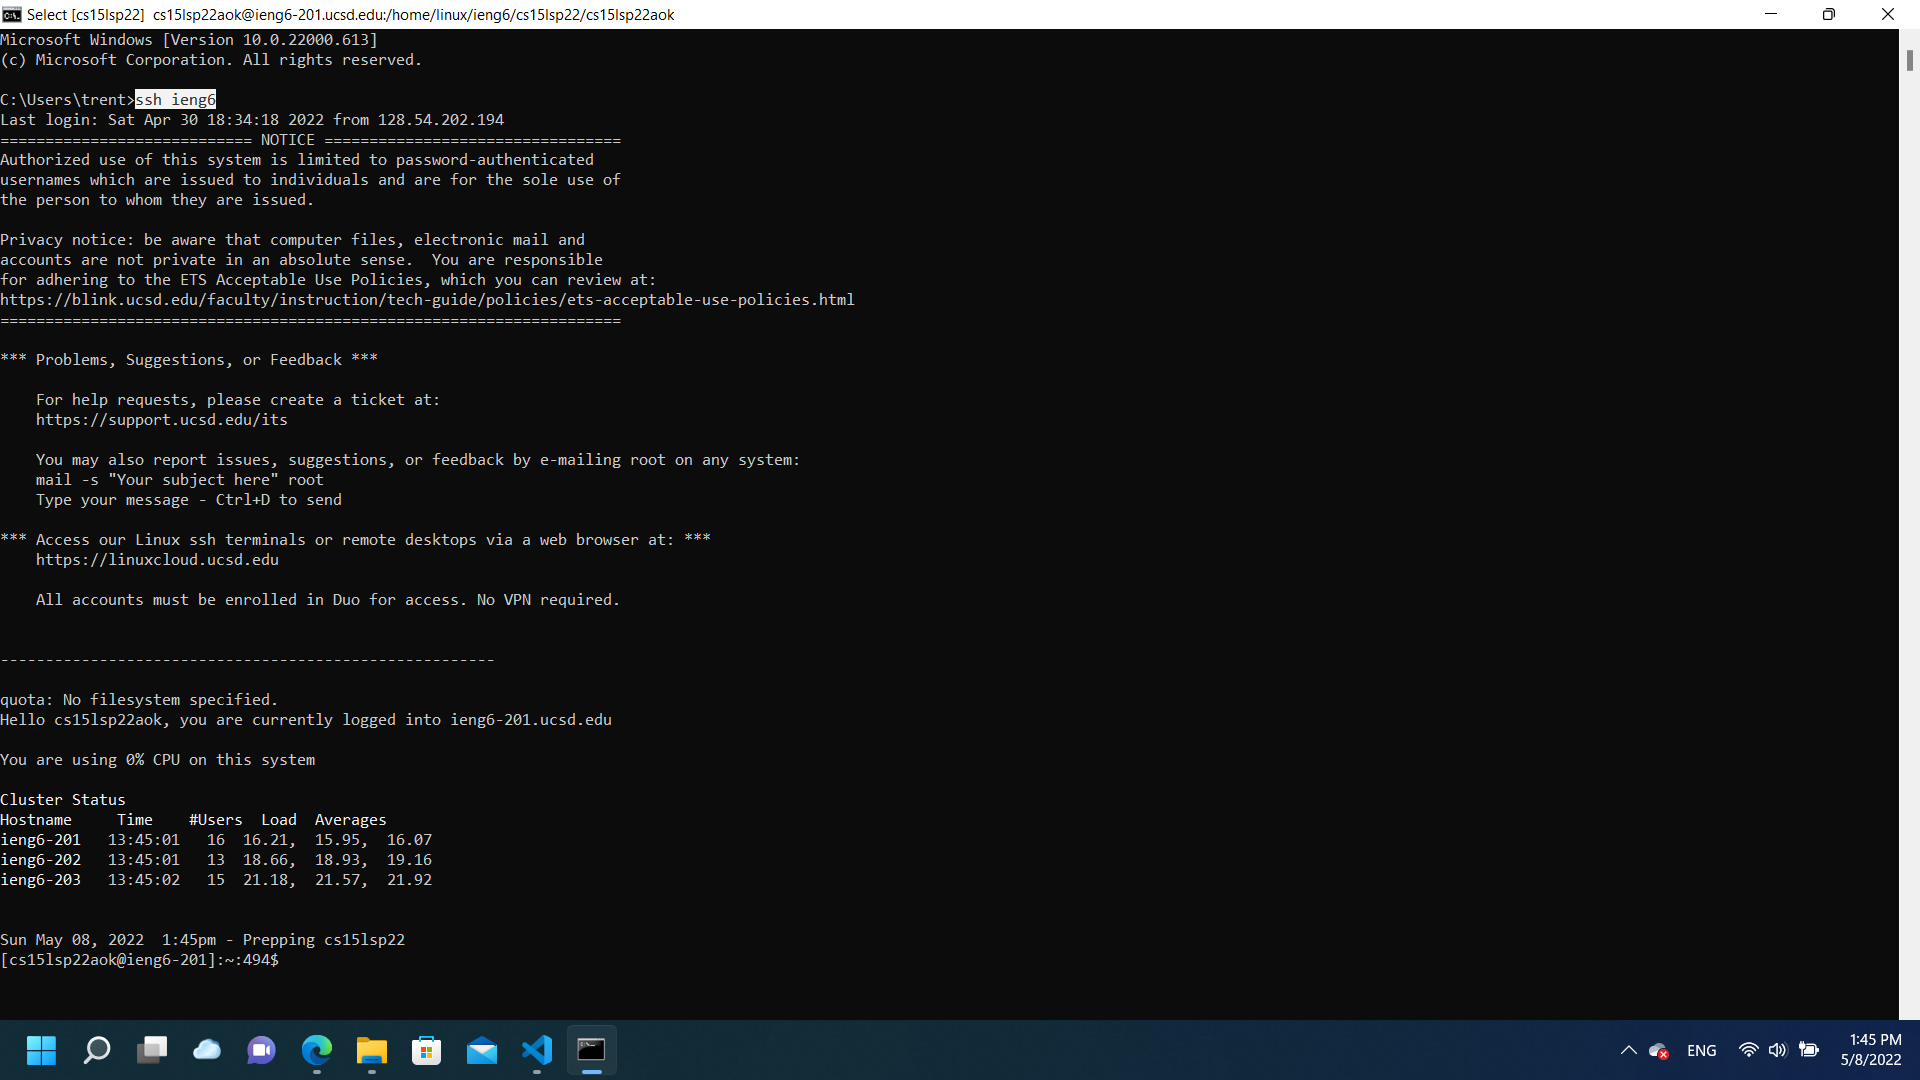 Select [cs15lsp22]  cs15lsp22aok@ieng6-201.ucsd.edu:/home/linux/ieng6/cs15lsp22/cs15lsp22aok
Microsoft Windows [Version 10.0.22000.613]
(c) Microsoft Corporation. All rights reserved.
C:\Users\trent>ssh ieng6
Last login: Sat Apr 30 18:34:18 2022 from 128.54.202.194
============================ NOTICE =================================
Authorized use of this system is limited to password-authenticated
usernames which are issued to individuals and are for the sole use of
the person to whom they are issued.
Privacy notice: be aware that computer files, electronic mail and
accounts are not private in an absolute sense.  You are responsible
for adhering to the ETS Acceptable Use Policies, which you can review at:
https://blink.ucsd.edu/faculty/instruction/tech-guide/policies/ets-acceptable-use-policies.html
=====================================================================
*** Problems, Suggestions, or Feedback ***
    For help requests, please create a ticket at:
    https://support.ucsd.edu/its
    You may also report issues, suggestions, or feedback by e-mailing root on any system:
    mail -s "Your subject here" root
    Type your message - Ctrl+D to send
*** Access our Linux ssh terminals or remote desktops via a web browser at: ***
    https://linuxcloud.ucsd.edu
    All accounts must be enrolled in Duo for access. No VPN required.
-------------------------------------------------------
quota: No filesystem specified.
Hello cs15lsp22aok, you are currently logged into ieng6-201.ucsd.edu
You are using 0% CPU on this system
Cluster Status
Hostname     Time    #Users  Load  Averages
ieng6-201   13:45:01   16  16.21,  15.95,  16.07
ieng6-202   13:45:01   13  18.66,  18.93,  19.16
ieng6-203   13:45:02   15  21.18,  21.57,  21.92
Sun May 08, 2022  1:45pm - Prepping cs15lsp22
[cs15lsp22aok@ieng6-201]:~:494$
ENG
1:45 PM
5/8/2022